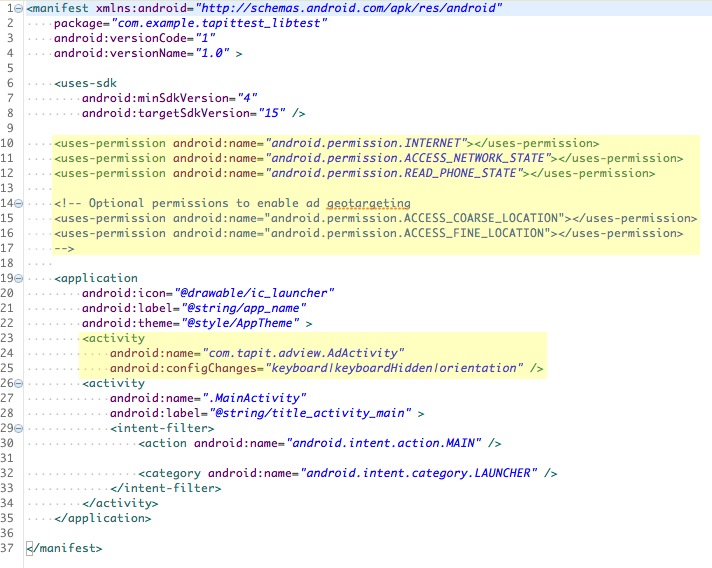 1 <manifest xmlns:android="http://schemas.android.com/apk/res/android"
2     package="com.example.tapittest_libtest"
3     android:versionCode="1"
4     android:versionName="1.0" >
5
6     <uses-sdk
7         android:minSdkVersion="4"
8         android:targetSdkVersion="15" />
9
10     <uses-permission android:name="android.permission.INTERNET"></uses-permission>
11     <uses-permission android:name="android.permission.ACCESS_NETWORK_STATE"></uses-permission>
12     <uses-permission android:name="android.permission.READ_PHONE_STATE"></uses-permission>
13
14     <!-- Optional permissions to enable ad geotargeting
15     <uses-permission android:name="android.permission.ACCESS_COARSE_LOCATION"></uses-permission>
16     <uses-permission android:name="android.permission.ACCESS_FINE_LOCATION"></uses-permission>
17     -->
18
19     <application
20         android:icon="@drawable/ic_launcher"
21         android:label="@string/app_name"
22         android:theme="@style/AppTheme" >
23         <activity
24             android:name="com.tapit.adview.AdActivity"
25             android:configChanges="keyboard|keyboardHidden|orientation" />
26         <activity
27             android:name=".MainActivity"
28             android:label="@string/title_activity_main" >
29             <intent-filter>
30                 <action android:name="android.intent.action.MAIN" />
31
32                 <category android:name="android.intent.category.LAUNCHER" />
33             </intent-filter>
34         </activity>
35     </application>
36
37 </manifest>